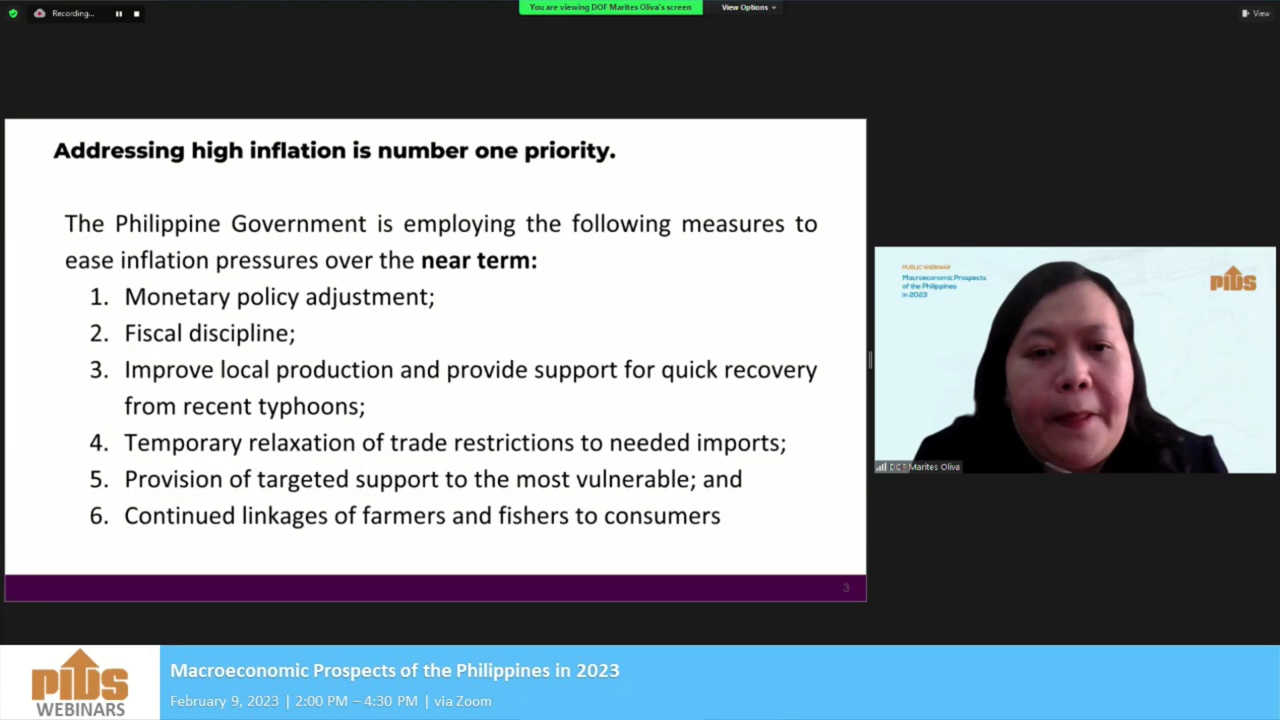 Recording...
You are viewing DOF Marites Oliva's screen
View Options
View
Addressing high inflation is number one priority.
The Philippine Government is employing the following measures to
ease inflation pressures over the near term:
1. Monetary policy adjustment;
2. Fiscal discipline;
3. Improve local production and provide support for quick recovery
from recent typhoons;
4. Temporary relaxation of trade restrictions to needed imports;
5. Provision of targeted support to the most vulnerable; and
6. Continued linkages of farmers and fishers to consumers
3
PUBLIC WEBINAR
Macroeconomic Prospects
of the Philippines
in 2023
PIDS
DOF Marites Oliva
PIDS
WEBINARS
Macroeconomic Prospects of the Philippines in 2023
February 9, 2023 | 2:00 PM – 4:30 PM | via Zoom